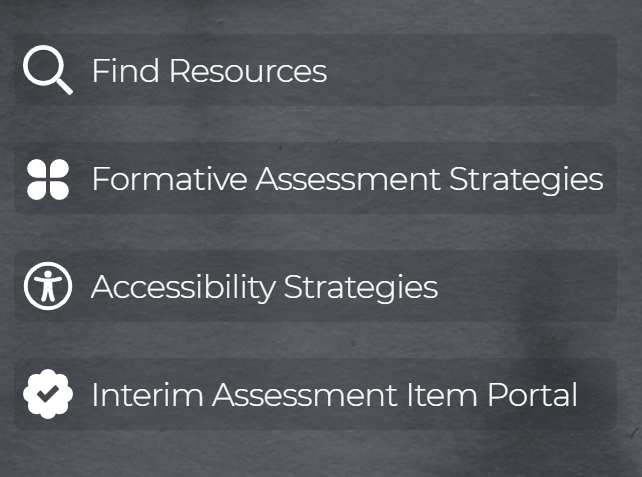 Find Resources
Formative Assessment Strategies
Accessibility Strategies
Interim Assessment Item Portal